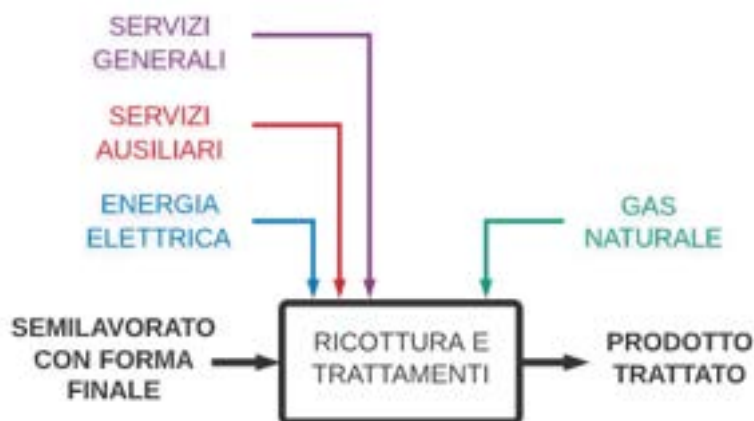 SERVIZI
GENERALI
SERVIZI
AUSILIARI
ENERGIA
ELETTRICA
GAS
NATURALE
SEMILAVORATO
CON FORMA
FINALE
RICOTTURA E
TRATTAMENTI
PRODOTTO
TRATTATO